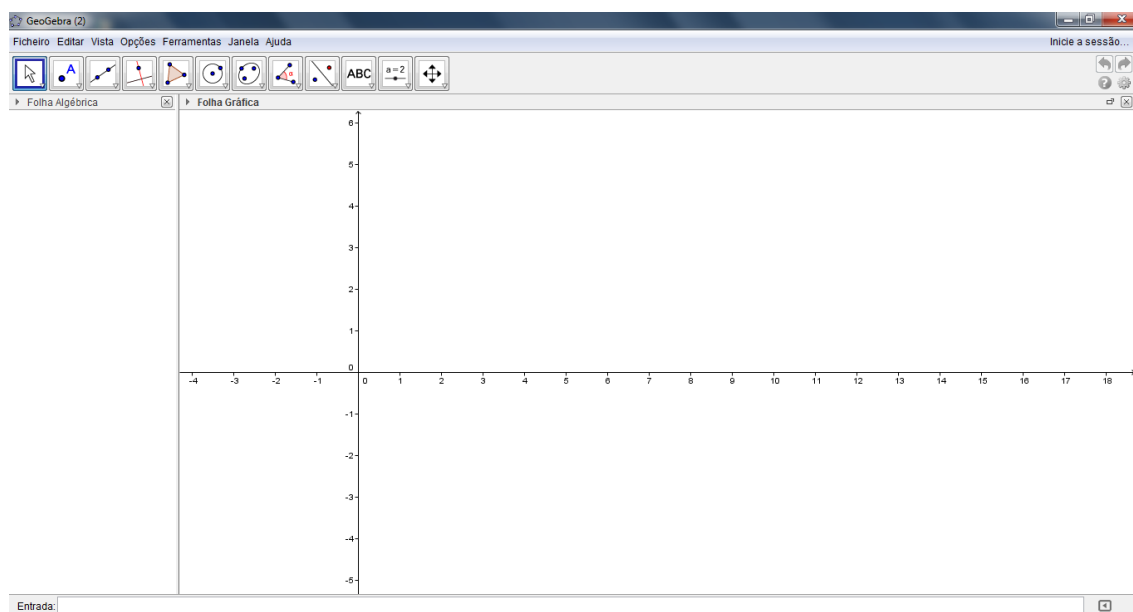 GeoGebra (2)
Ficheiro Editar Vista Opções Ferramentas Janela Ajuda
Inicie a sessão...
A
α
ABC
a=2
Folha Algébrica
Folha Gráfica
6
5
4
3
2
1
0
-4 -3 -2 -1 0 1 2 3 4 5 6 7 8 9 10 11 12 13 14 15 16 17 18
-1
-2
-3
-4
-5
Entrada: